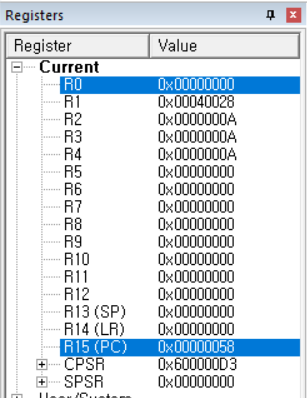 Registers
Register Value
Current
R0 0x00000000
R1 0x00040028
R2 0x0000000A
R3 0x0000000A
R4 0x0000000A
R5 0x00000000
R6 0x00000000
R7 0x00000000
R8 0x00000000
R9 0x00000000
R10 0x00000000
R11 0x00000000
R12 0x00000000
R13 (SP) 0x00000000
R14 (LR) 0x00000000
R15 (PC) 0x00000058
CPSR 0x600000D3
SPSR 0x00000000
User/System